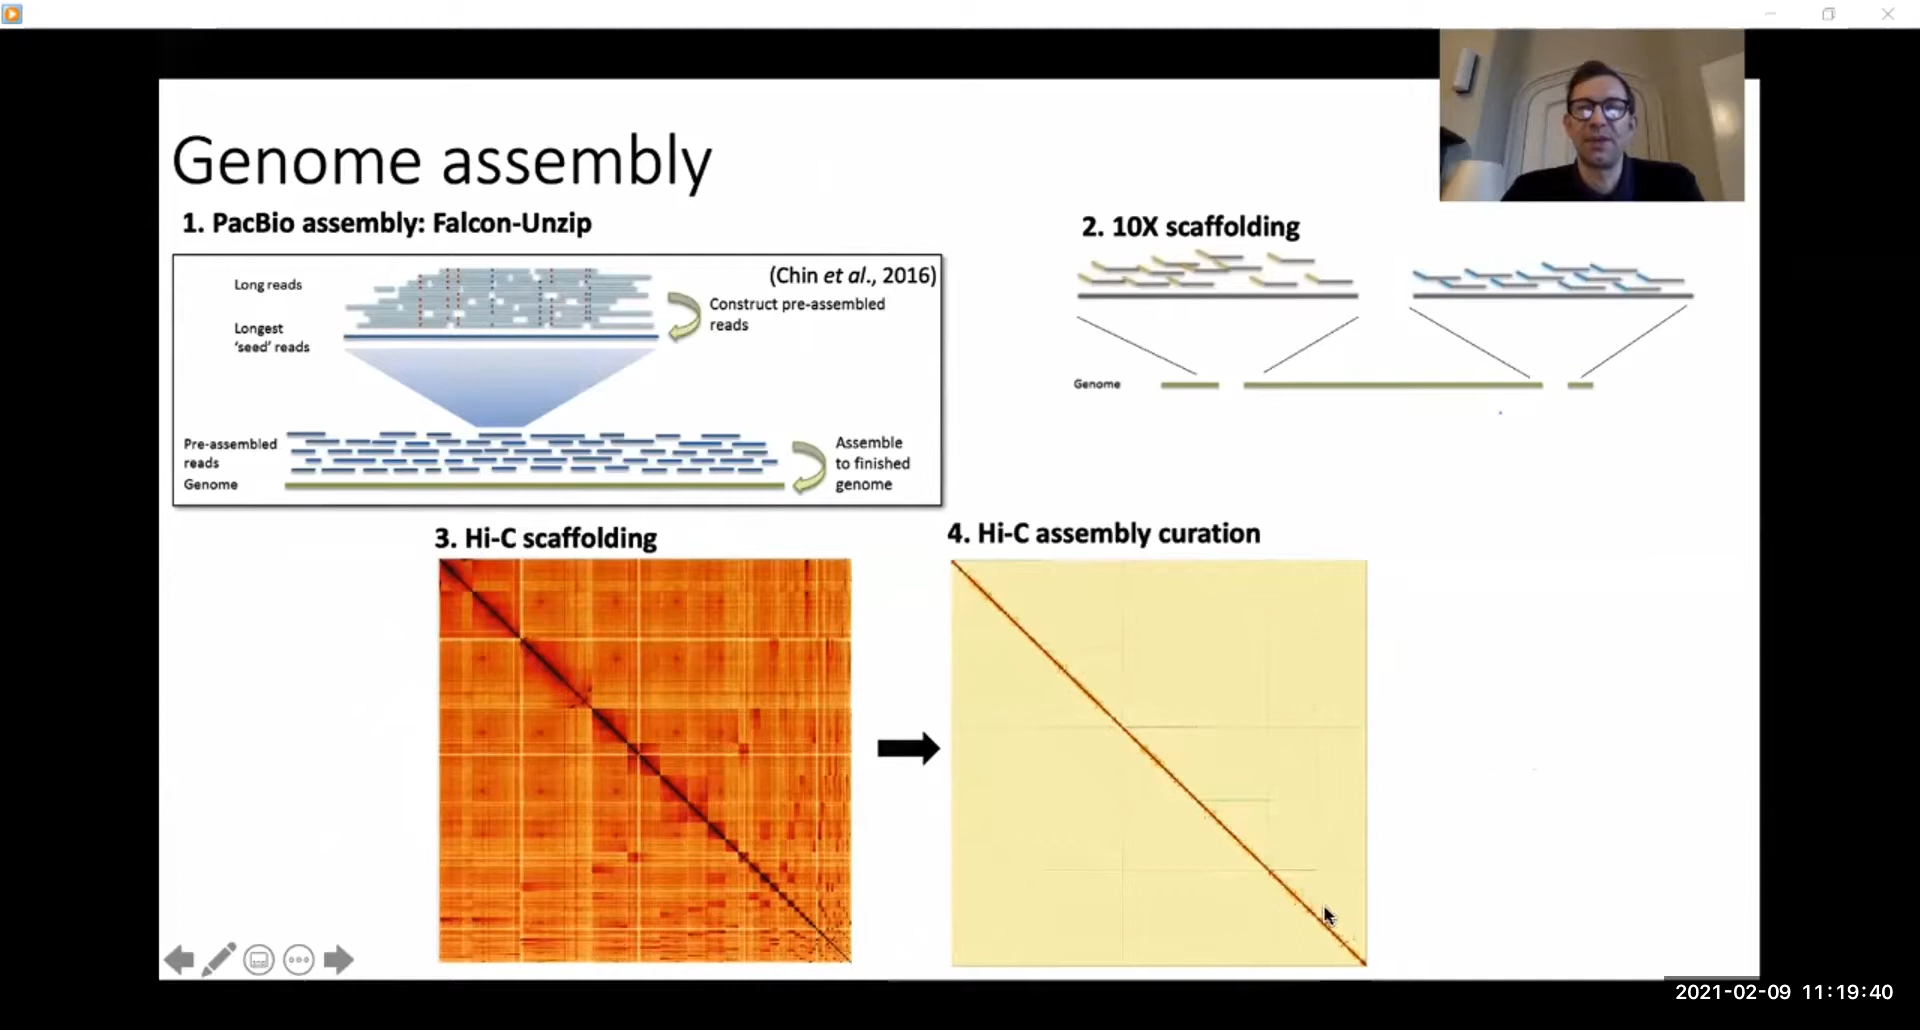 Genome assembly
1. PacBio assembly: Falcon-Unzip
(Chin et al., 2016)
Long reads
Construct pre-assembled
reads
Longest
‘seed’ reads
Pre-assembled
reads
Genome
Assemble
to finished
genome
2. 10X scaffolding
Genome
3. Hi-C scaffolding
4. Hi-C assembly curation
2021-02-09 11:19:40